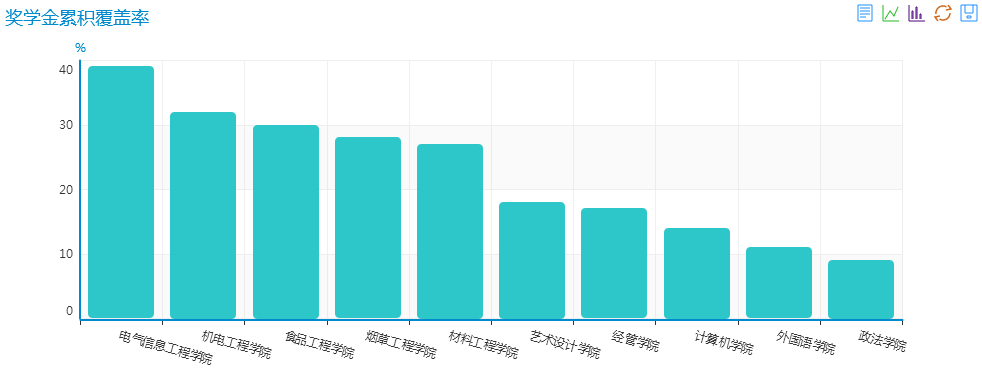 奖学金累积覆盖率
%
40
30
20
10
0
电气信息工程学院
机电工程学院
食品工程学院
烟草工程学院
材料工程学院
艺术设计学院
经管学院
计算机学院
外国语学院
政法学院